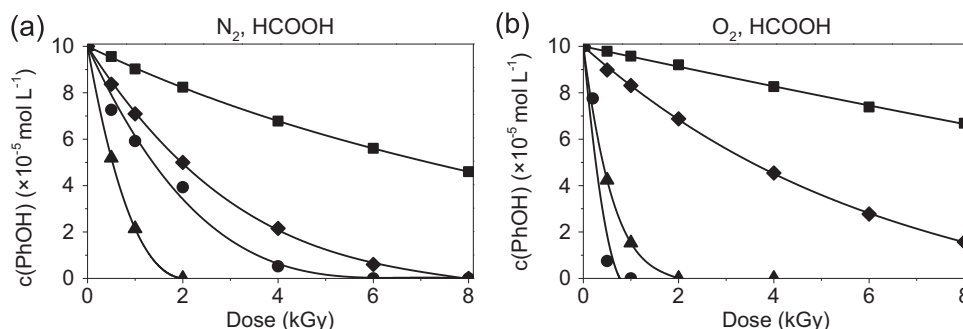 (a)
N₂, HCOOH
c(PhOH) (×10⁻⁵ mol L⁻¹)
10
8
6
4
2
0
0 2 4 6 8
Dose (kGy)
(b)
O₂, HCOOH
c(PhOH) (×10⁻⁵ mol L⁻¹)
10
8
6
4
2
0
0 2 4 6 8
Dose (kGy)